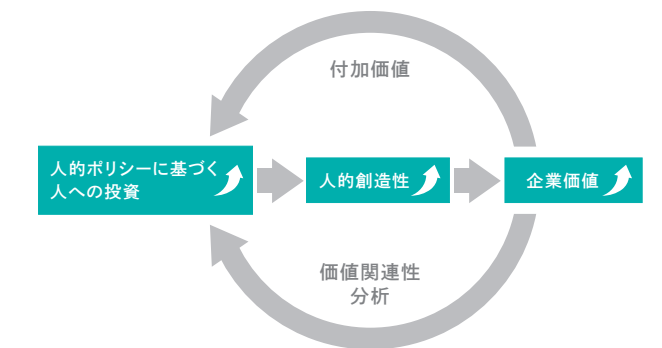 付加価値
人的ポリシーに基づく
人への投資
人的創造性
企業価値
価値関連性
分析